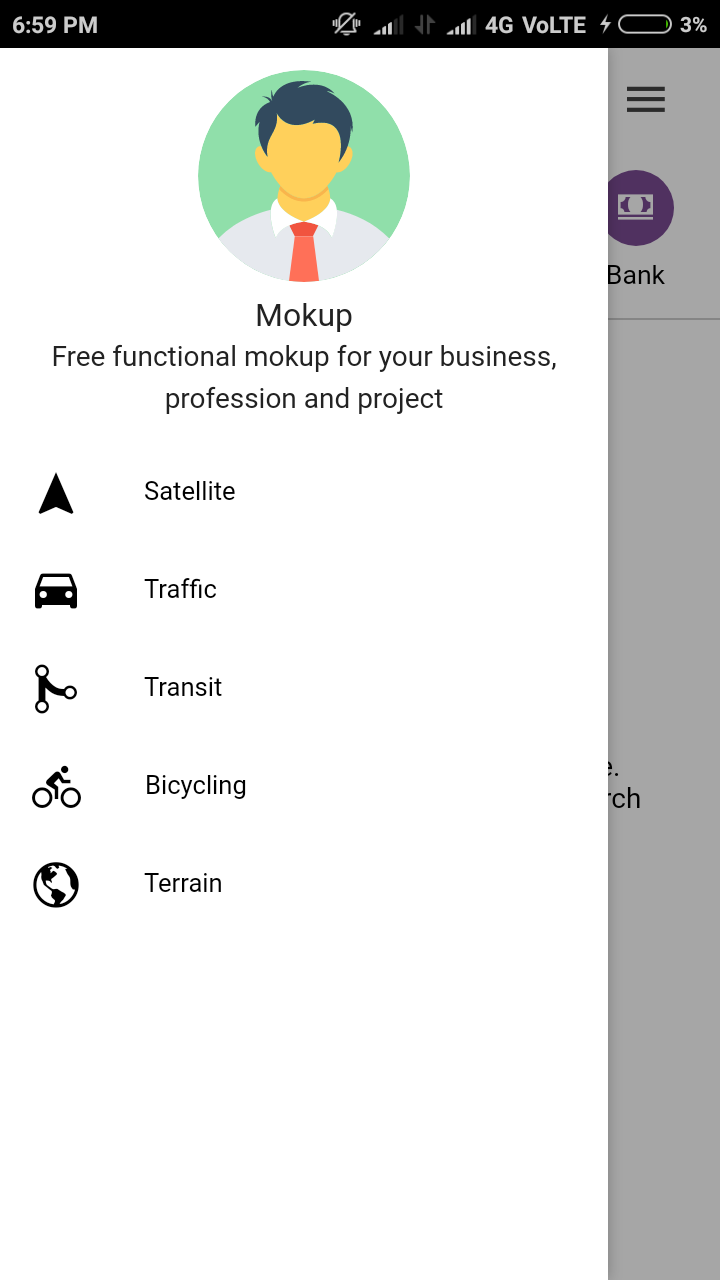 6:59 PM 4G VoLTE 3%
Bank
Mokup
Free functional mokup for your business,
profession and project
Satellite
Traffic
Transit
Bicycling
Terrain